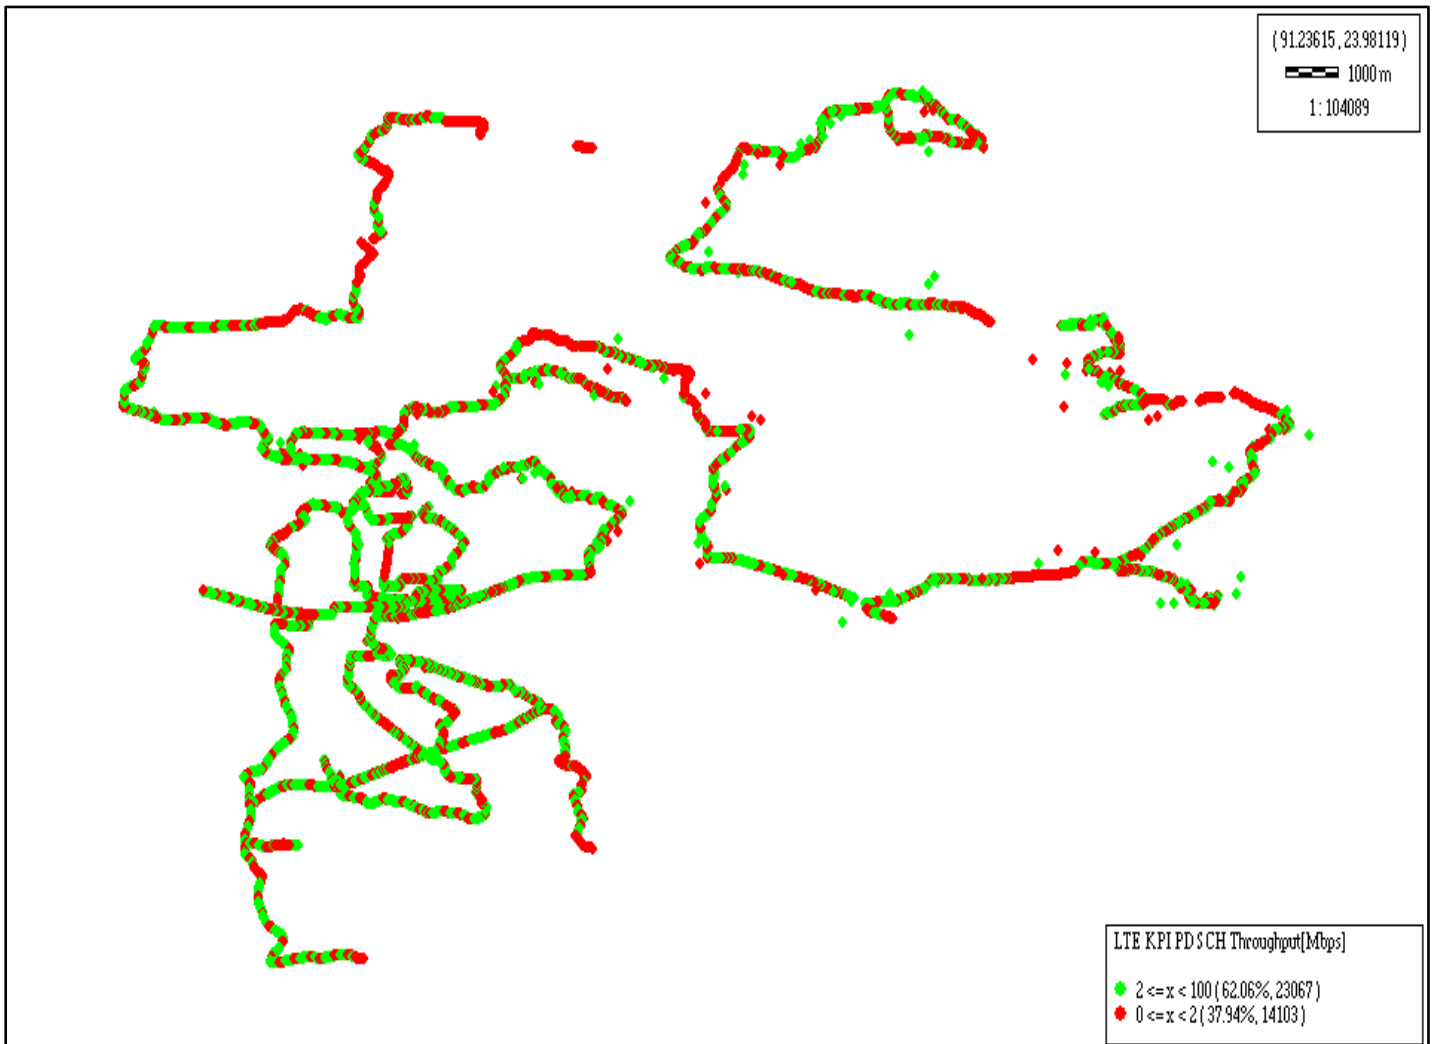 (91.23615, 23.98119)
1000 m
1 : 104089
LTE KPI PDSCH Throughput[Mbps]
2 <= x < 100 (62.06%, 23067)
0 <= x < 2 (37.94%, 14103)